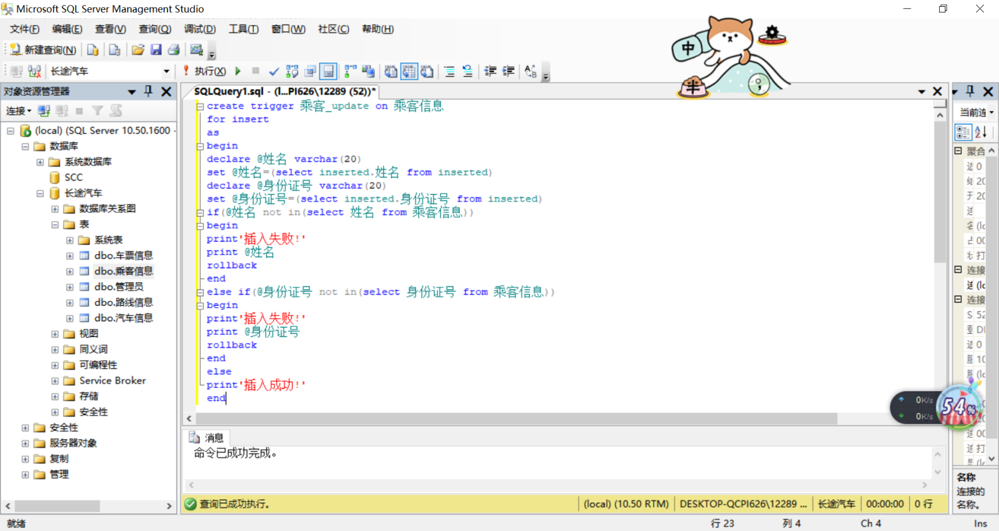 Microsoft SQL Server Management Studio
文件(F) 编辑(E) 查看(V) 查询(Q) 调试(D) 工具(T) 窗口(W) 社区(C) 帮助(H)
新建查询(N)
长途汽车 执行(X)
中
半
对象资源管理器
连接
(local) (SQL Server 10.50.1600 -
数据库
系统数据库
SCC
长途汽车
数据库关系图
表
系统表
dbo.车票信息
dbo.乘客信息
dbo.管理员
dbo.路线信息
dbo.汽车信息
视图
同义词
可编程性
Service Broker
存储
安全性
安全性
服务器对象
复制
管理
SQLQuery1.sql - (l...PI626\12289 (52))*
create trigger 乘客_update on 乘客信息
for insert
as
begin
declare @姓名 varchar(20)
set @姓名=(select inserted.姓名 from inserted)
declare @身份证号 varchar(20)
set @身份证号=(select inserted.身份证号 from inserted)
if(@姓名 not in(select 姓名 from 乘客信息))
begin
print'插入失败!'
print @姓名
rollback
end
else if(@身份证号 not in(select 身份证号 from 乘客信息))
begin
print'插入失败!'
print @身份证号
rollback
end
else
print'插入成功!'
end
消息
命令已成功完成。
查询已成功执行。 (local) (10.50 RTM) DESKTOP-QCPI626\12289 ... 长途汽车 00:00:00 0 行
当前连
聚合
0
20
20
(lo
00
打
连接
(lo
连接
S 52
DI
0
10
(lc
0K/s
0K/s
54%
00
打
名称
连接的
名称。
就绪 行 23 列 4 Ch 4 Ins